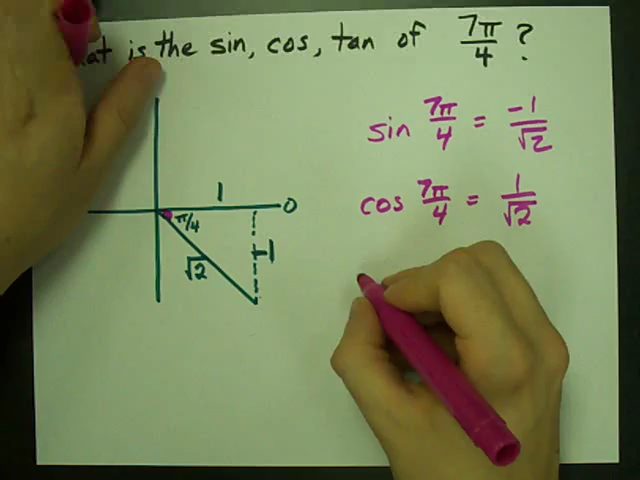 is the sin, cos, tan of 7π/4 ?
sin 7π/4 = -1/√2
1
cos 7π/4 = 1/√2
0
π/4
-1
√2